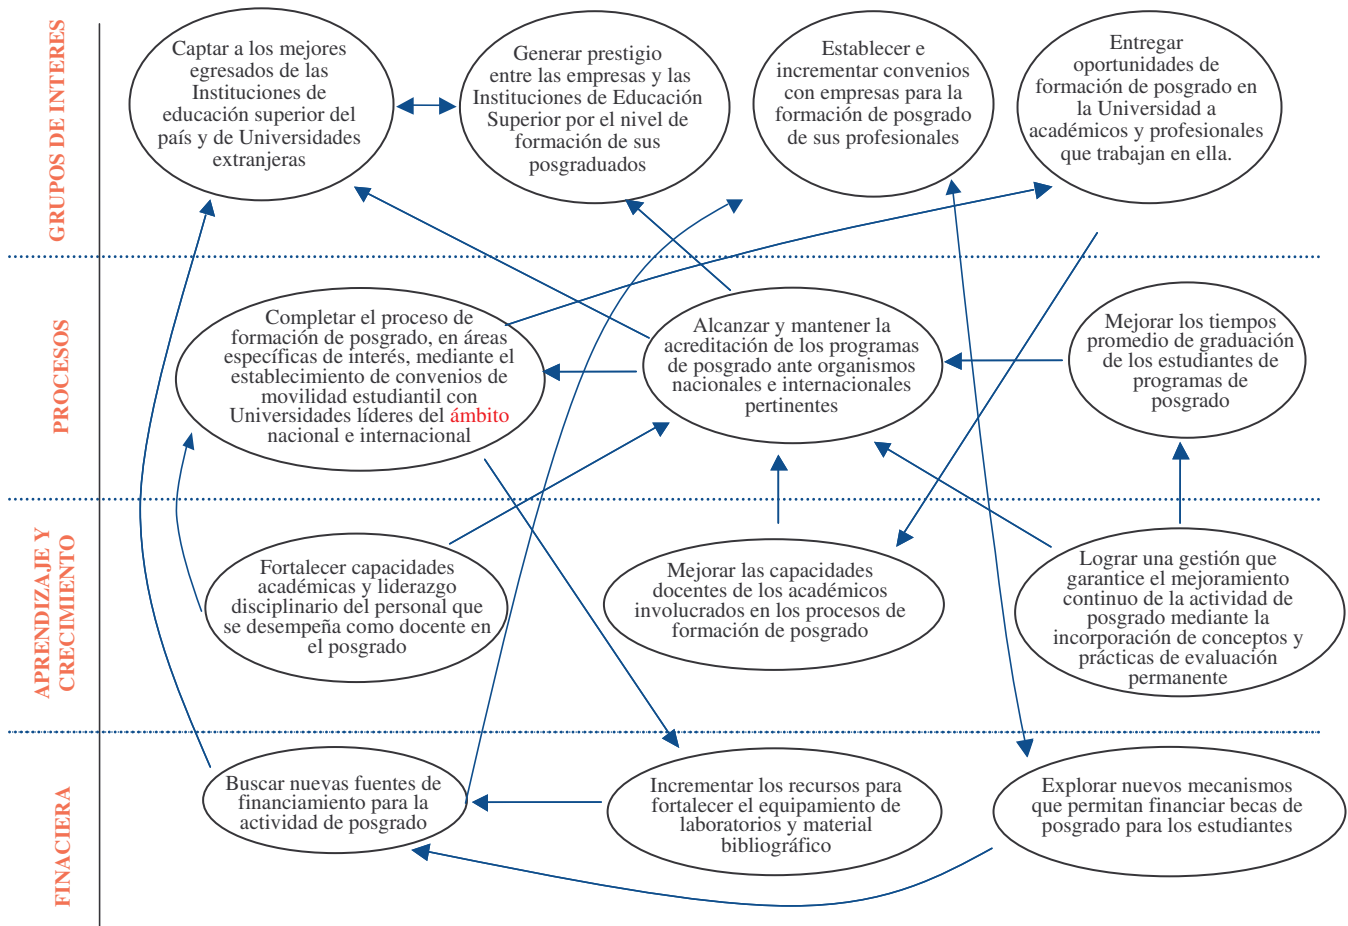 GRUPOS DE INTERES
Captar a los mejores
egresados de las
Instituciones de
educación superior del
país y de Universidades
extranjeras
Generar prestigio
entre las empresas y las
Instituciones de Educación
Superior por el nivel de
formación de sus
posgraduados
Establecer e
incrementar convenios
con empresas para la
formación de posgrado
de sus profesionales
Entregar
oportunidades de
formación de posgrado en
la Universidad a
académicos y profesionales
que trabajan en ella.
PROCESOS
Completar el proceso de
formación de posgrado, en áreas
específicas de interés, mediante el
establecimiento de convenios de
movilidad estudiantil con
Universidades líderes del ámbito
nacional e internacional
Alcanzar y mantener la
acreditación de los programas
de posgrado ante organismos
nacionales e internacionales
pertinentes
Mejorar los tiempos
promedio de graduación
de los estudiantes de
programas de
posgrado
APRENDIZAJE Y
CRECIMIENTO
Fortalecer capacidades
académicas y liderazgo
disciplinario del personal que
se desempeña como docente en
el posgrado
Mejorar las capacidades
docentes de los académicos
involucrados en los procesos de
formación de posgrado
Lograr una gestión que
garantice el mejoramiento
continuo de la actividad de
posgrado mediante la
incorporación de conceptos y
prácticas de evaluación
permanente
FINACIERA
Buscar nuevas fuentes de
financiamiento para la
actividad de posgrado
Incrementar los recursos para
fortalecer el equipamiento de
laboratorios y material
bibliográfico
Explorar nuevos mecanismos
que permitan financiar becas de
posgrado para los estudiantes